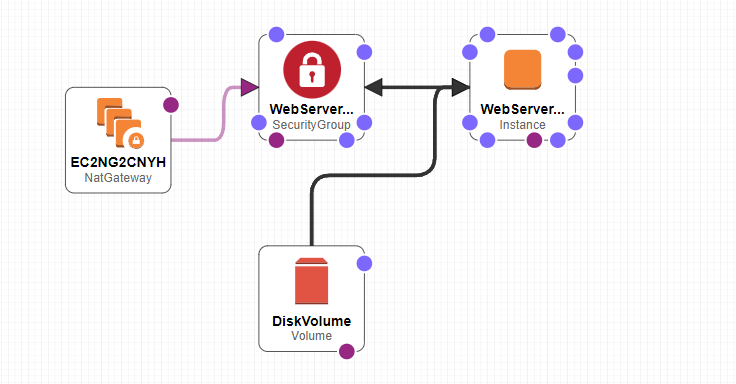 WebServer...
SecurityGroup
WebServer...
Instance
EC2NG2CNYH
NatGateway
DiskVolume
Volume